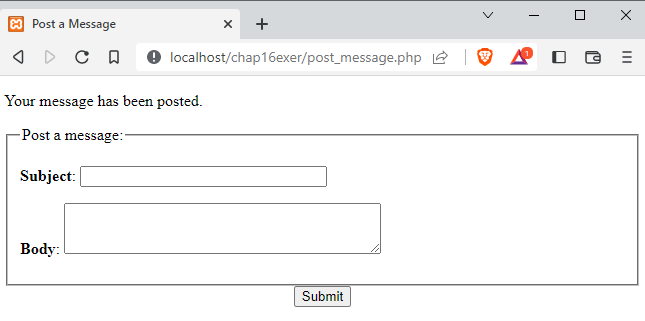 Post a Message
localhost/chap16exer/post_message.php
1
Your message has been posted.
Post a message:
Subject:
Body:
Submit